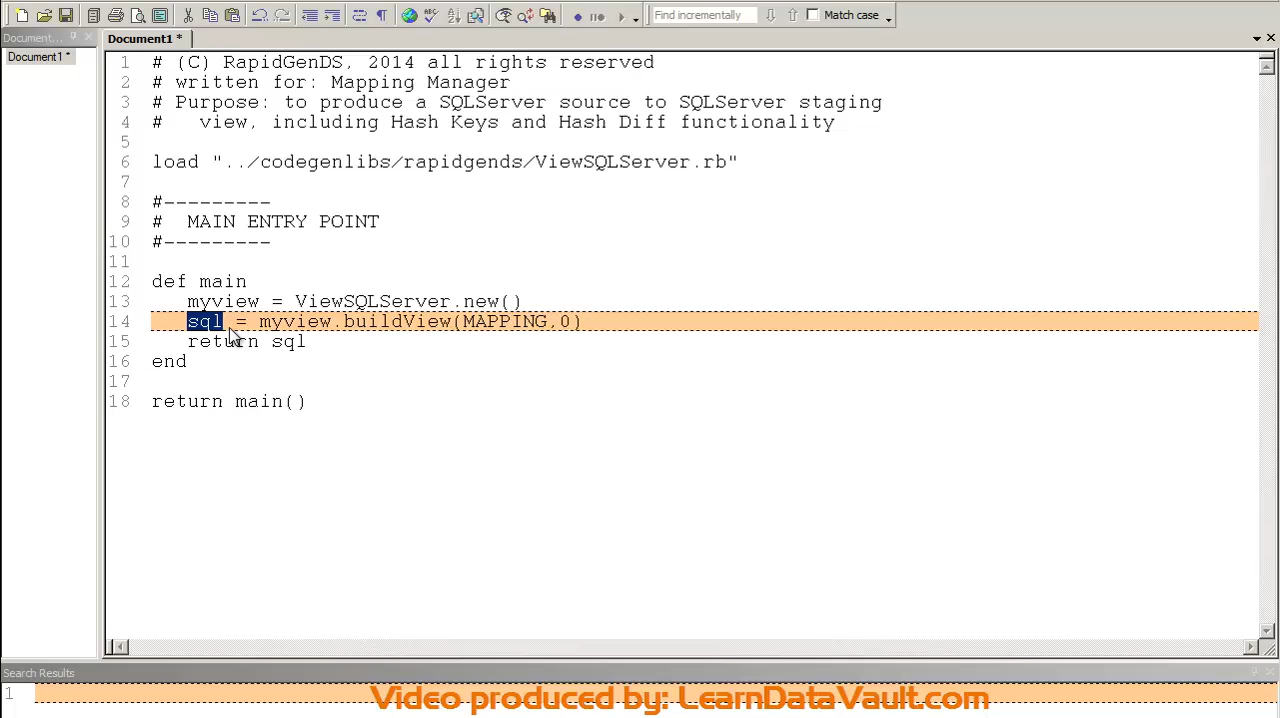 Find incrementally
Match case
Document...
Document1 *
Document1 *
1 # (C) RapidGenDS, 2014 all rights reserved
2 # written for: Mapping Manager
3 # Purpose: to produce a SQLServer source to SQLServer staging
4 #   view, including Hash Keys and Hash Diff functionality
5
6 load "../codegenlibs/rapidgends/ViewSQLServer.rb"
7
8 #---------
9 #  MAIN ENTRY POINT
10 #---------
11
12 def main
13    myview = ViewSQLServer.new()
14    sql = myview.buildView(MAPPING,0)
15    return sql
16 end
17
18 return main()
Search Results
1
Video produced by: LearnDataVault.com